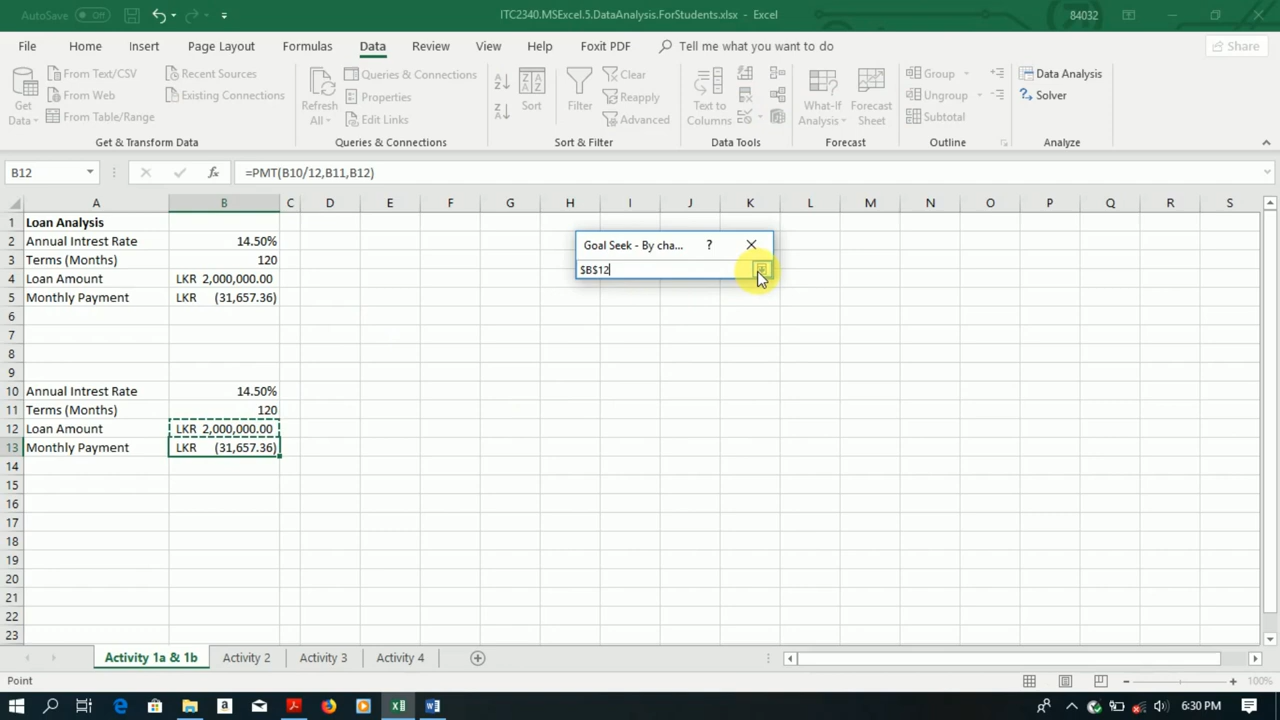 AutoSave Off
ITC2340.MSExcel.5.DataAnalysis.ForStudents.xlsx - Excel
84032
File Home Insert Page Layout Formulas Data Review View Help Foxit PDF Tell me what you want to do Share
Get Data
From Text/CSV
From Web
From Table/Range
Recent Sources
Existing Connections
Get & Transform Data
Refresh All
Queries & Connections
Properties
Edit Links
Queries & Connections
Sort
Filter
Clear
Reapply
Advanced
Sort & Filter
Text to Columns
Data Tools
What-If Analysis
Forecast Sheet
Forecast
Group
Ungroup
Subtotal
Outline
Data Analysis
Solver
Analyze
B12 fx =PMT(B10/12,B11,B12)
A B C D E F G H I J K L M N O P Q R S
1 Loan Analysis
2 Annual Intrest Rate 14.50%
3 Terms (Months) 120
4 Loan Amount LKR 2,000,000.00
5 Monthly Payment LKR (31,657.36)
6
7
8
9
10 Annual Intrest Rate 14.50%
11 Terms (Months) 120
12 Loan Amount LKR 2,000,000.00
13 Monthly Payment LKR (31,657.36)
14
15
16
17
18
19
20
21
22
23
Goal Seek - By cha... ?
$B$12
Activity 1a & 1b Activity 2 Activity 3 Activity 4
Point
100%
6:30 PM